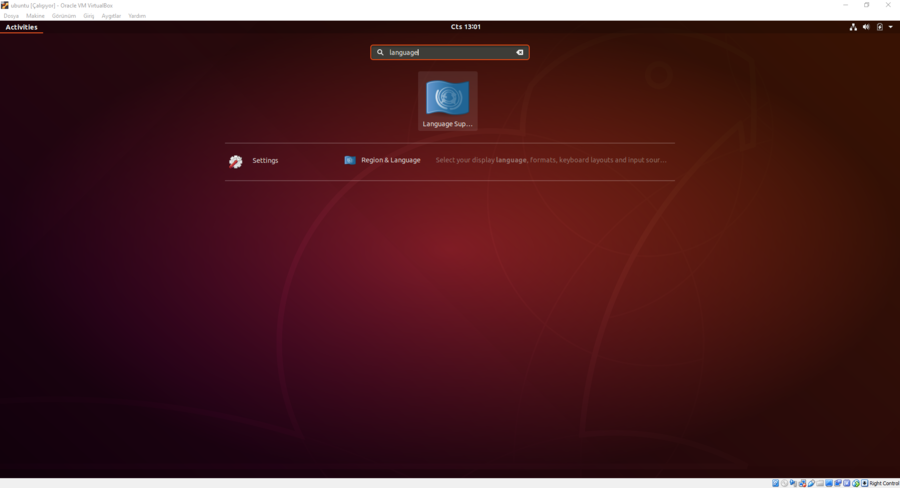 ubuntu [Çalışıyor] - Oracle VM VirtualBox
Dosya Makine Görünüm Giriş Aygıtlar Yardım
Activities Cts 13:01
language
Language Sup...
Settings Region & Language Select your display language, formats, keyboard layouts and input sour...
Right Control